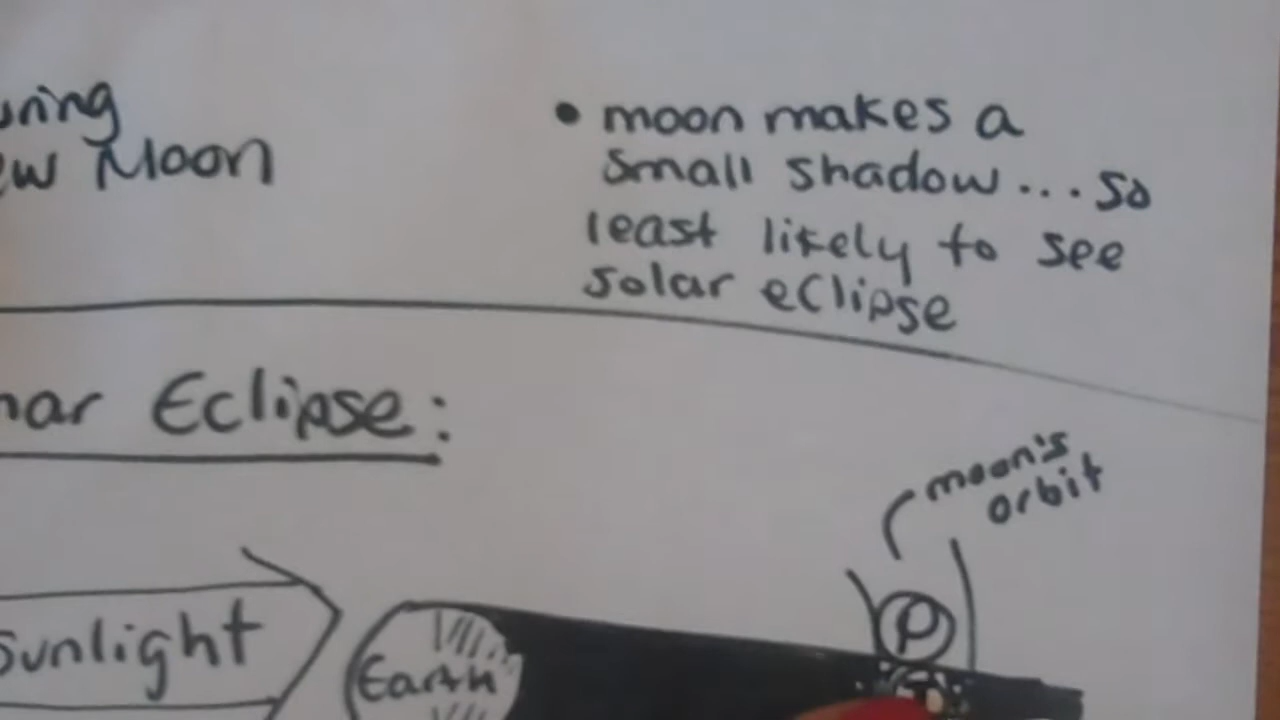 uring
ew Moon
• moon makes a
small shadow... so
least likely to see
solar eclipse
nar Eclipse:
moon's
orbit
P
Sunlight
Earth